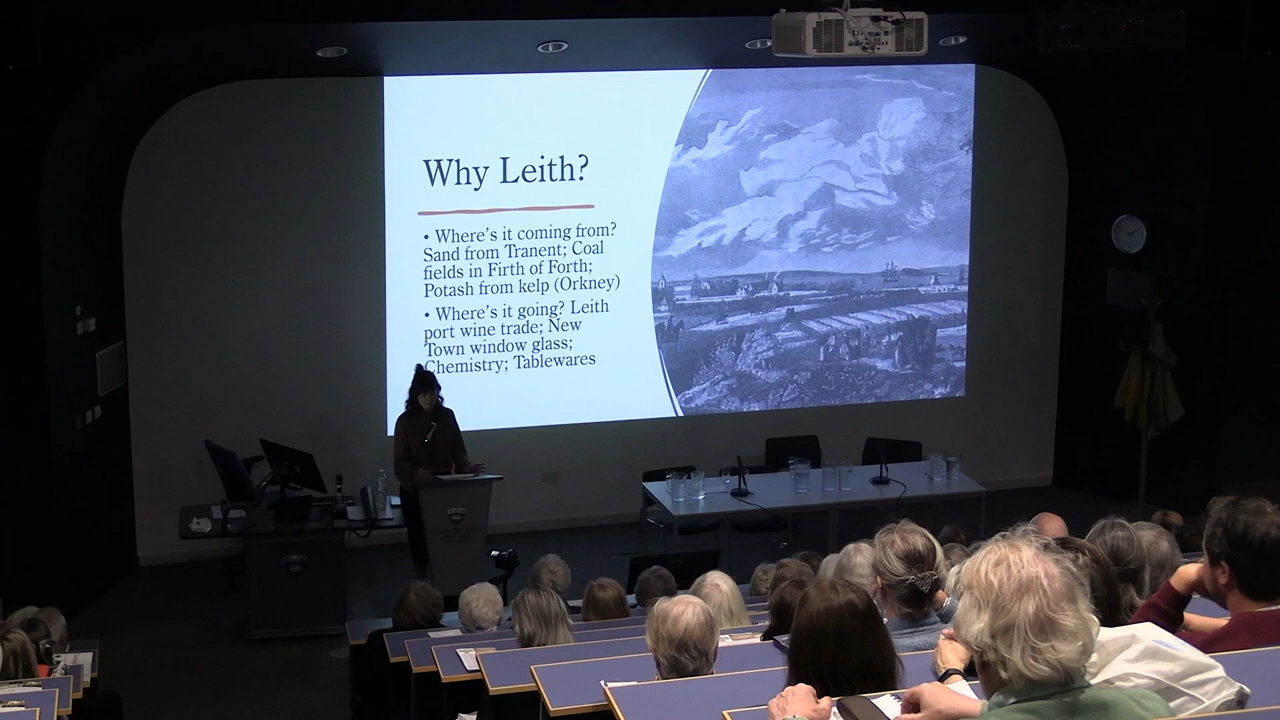 Why Leith?
• Where's it coming from?
Sand from Tranent; Coal
fields in Firth of Forth;
Potash from kelp (Orkney)
• Where's it going? Leith
port wine trade; New
Town window glass;
Chemistry; Tablewares